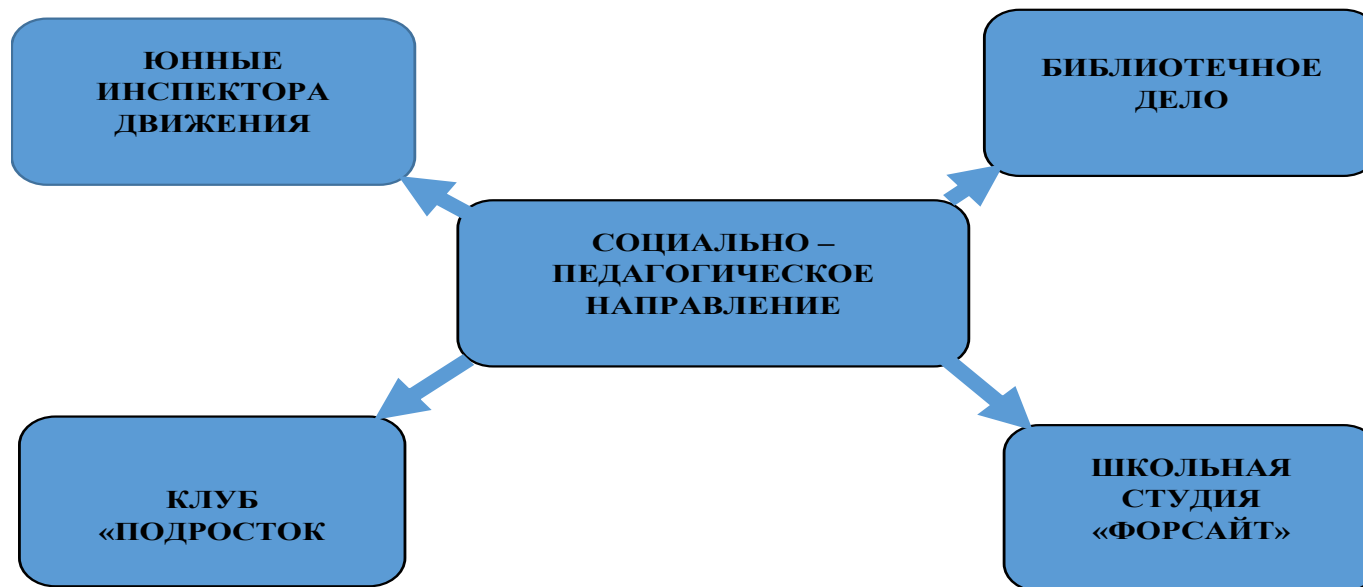 ЮННЫЕ
ИНСПЕКТОРА
ДВИЖЕНИЯ
БИБЛИОТЕЧНОЕ
ДЕЛО
СОЦИАЛЬНО –
ПЕДАГОГИЧЕСКОЕ
НАПРАВЛЕНИЕ
КЛУБ
«ПОДРОСТОК
ШКОЛЬНАЯ
СТУДИЯ
«ФОРСАЙТ»